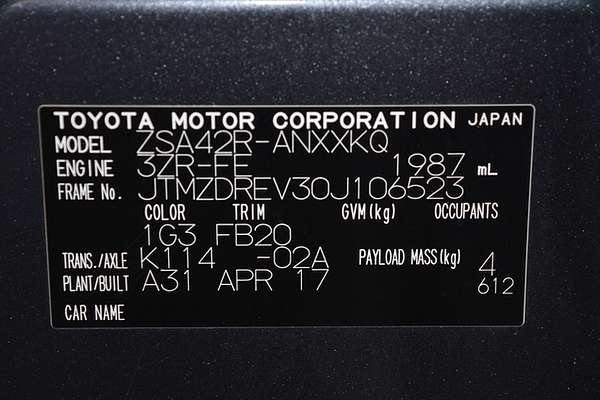 TOYOTA MOTOR CORPORATION JAPAN
MODEL ZSA42R-ANXXKQ
ENGINE 3ZR-FE 1987 mL
FRAME No. JTMZDREV30J106523
COLOR TRIM GVM(kg) OCCUPANTS
1G3 FB20
TRANS./AXLE K114 -02A PAYLOAD MASS(kg) 4
PLANT/BUILT A31 APR 17 612
CAR NAME